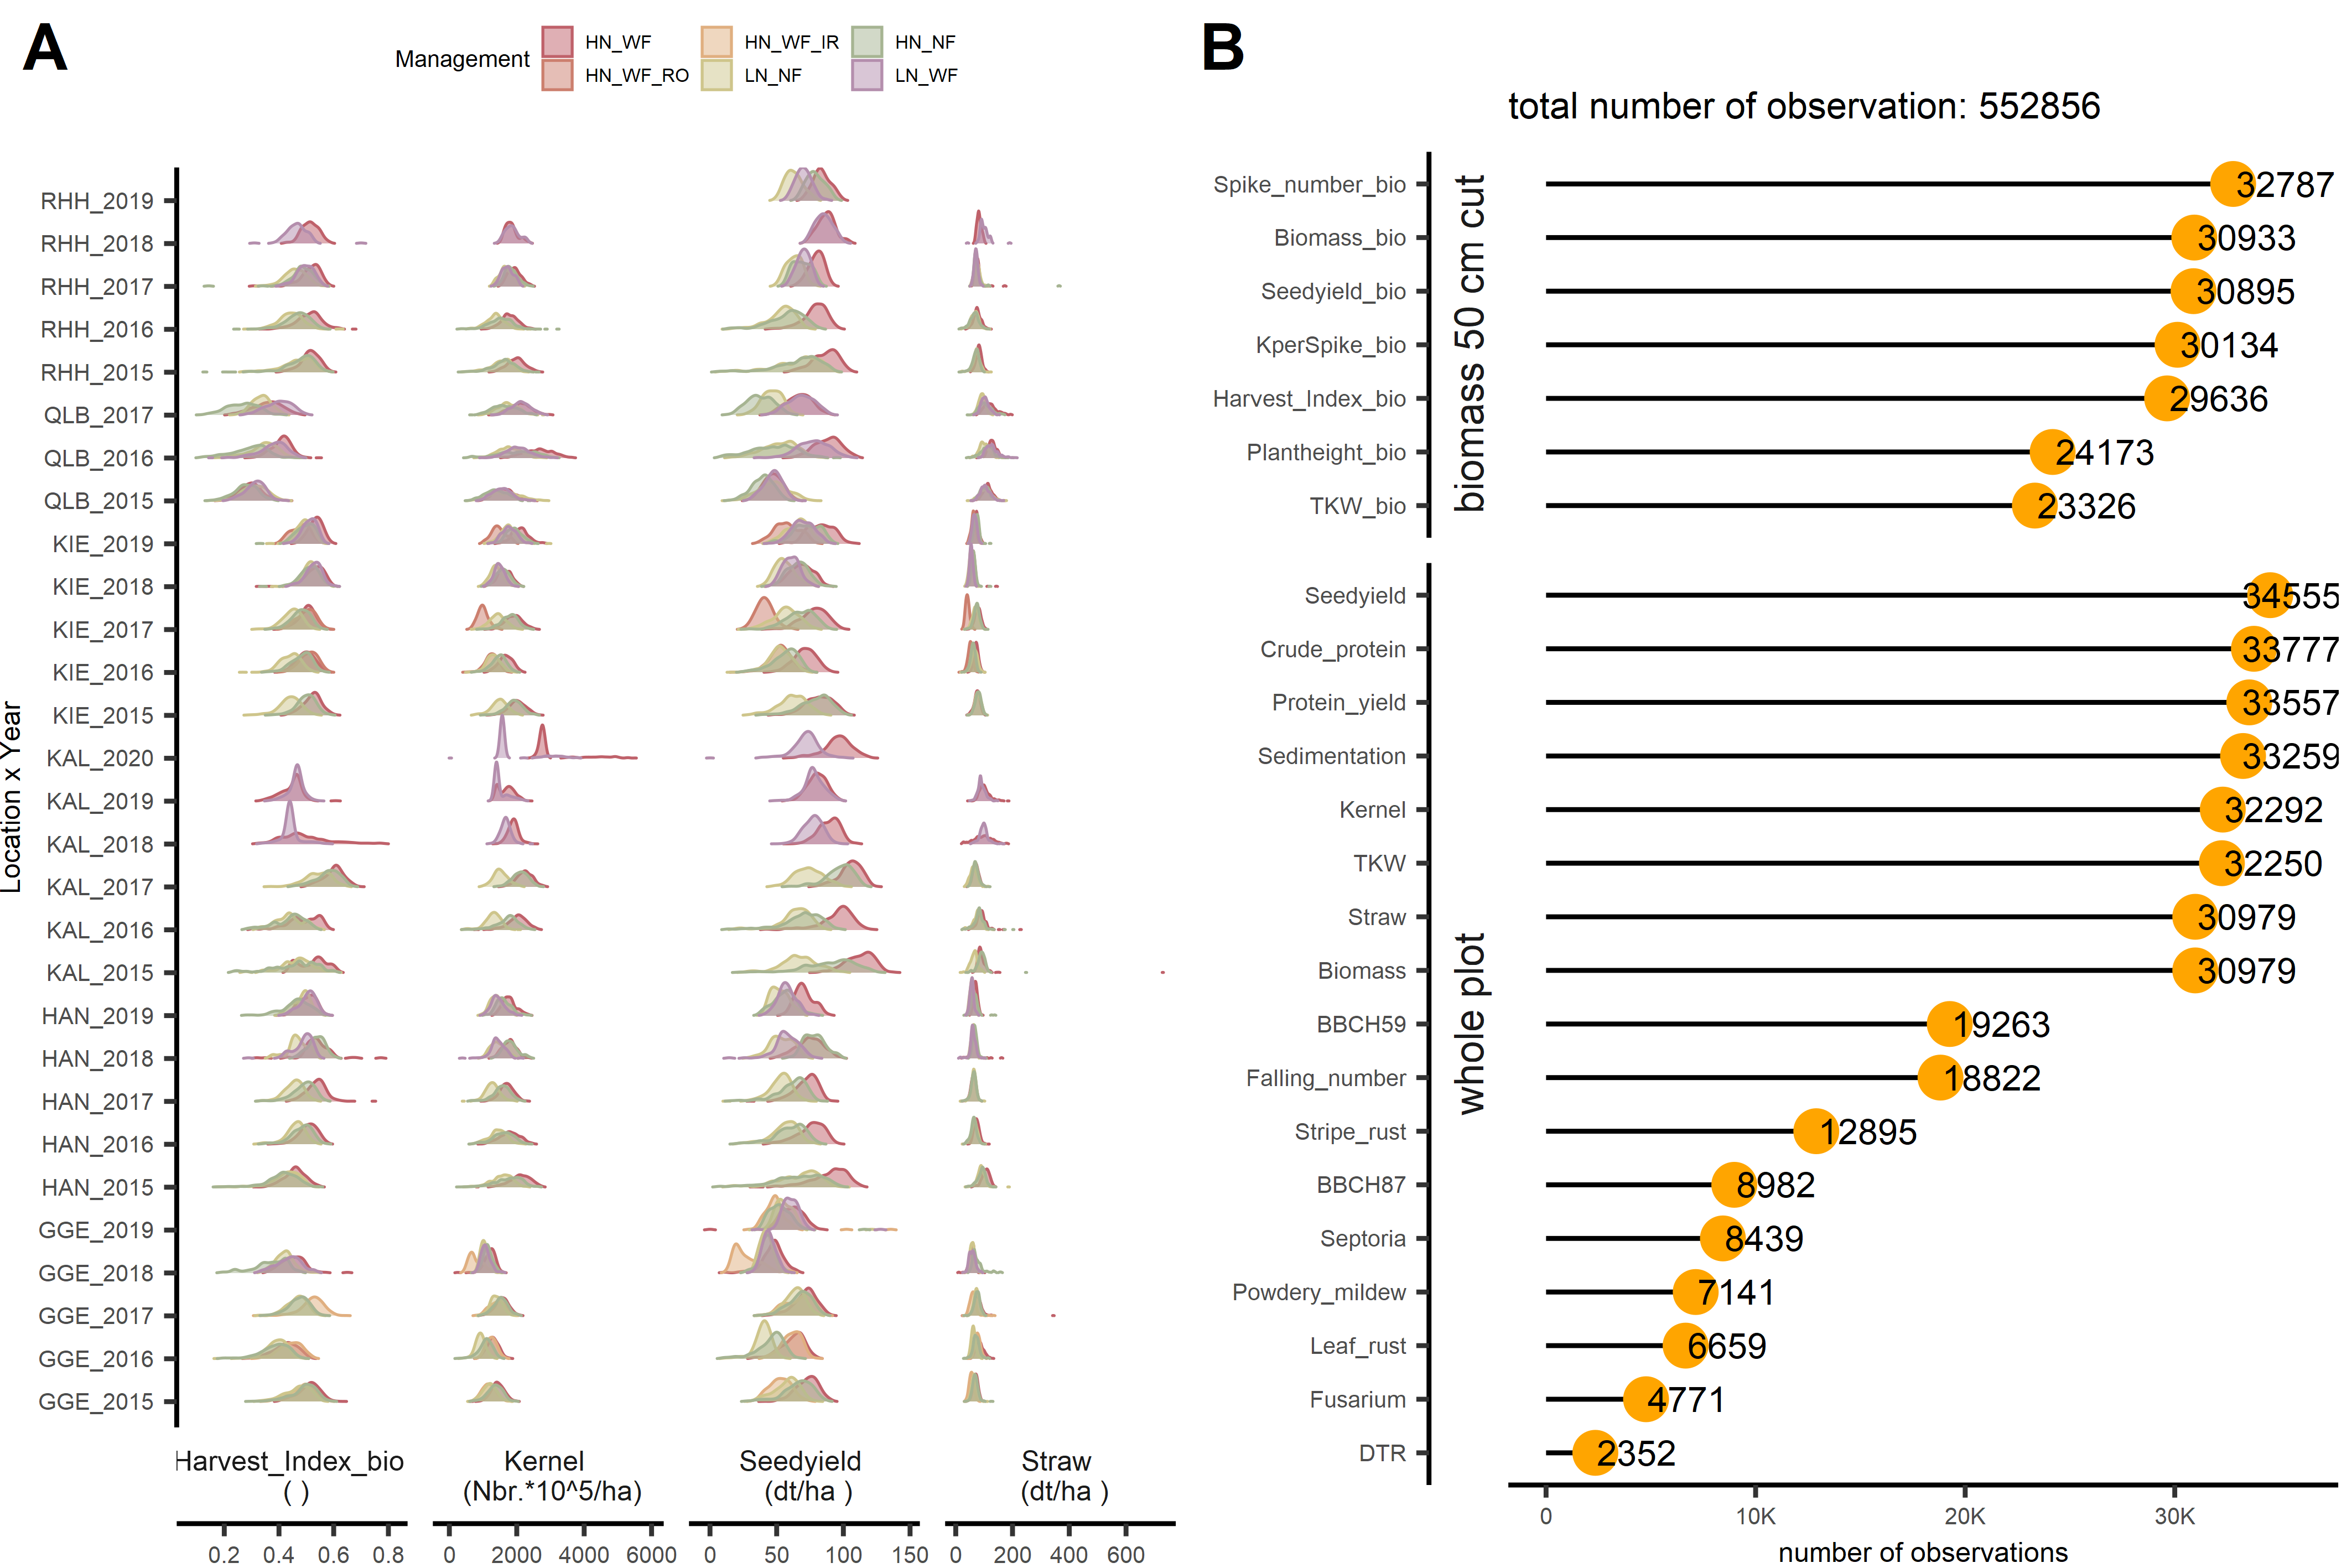 A
Management
HN_WF
HN_WF_IR
HN_NF
HN_WF_RO
LN_NF
LN_WF
Location x Year
RHH_2019
RHH_2018
RHH_2017
RHH_2016
RHH_2015
QLB_2017
QLB_2016
QLB_2015
KIE_2019
KIE_2018
KIE_2017
KIE_2016
KIE_2015
KAL_2020
KAL_2019
KAL_2018
KAL_2017
KAL_2016
KAL_2015
HAN_2019
HAN_2018
HAN_2017
HAN_2016
HAN_2015
GGE_2019
GGE_2018
GGE_2017
GGE_2016
GGE_2015
Harvest_Index_bio
( )
Kernel
(Nbr.*10^5/ha)
Seedyield
(dt/ha )
Straw
(dt/ha )
0.2 0.4 0.6 0.8
0 2000 4000 6000
0 50 100 150
0 200 400 600
B
total number of observation: 552856
biomass 50 cm cut
Spike_number_bio 32787
Biomass_bio 30933
Seedyield_bio 30895
KperSpike_bio 30134
Harvest_Index_bio 29636
Plantheight_bio 24173
TKW_bio 23326
whole plot
Seedyield 34555
Crude_protein 33777
Protein_yield 33557
Sedimentation 33259
Kernel 32292
TKW 32250
Straw 30979
Biomass 30979
BBCH59 19263
Falling_number 18822
Stripe_rust 12895
BBCH87 8982
Septoria 8439
Powdery_mildew 7141
Leaf_rust 6659
Fusarium 4771
DTR 2352
0 10K 20K 30K
number of observations